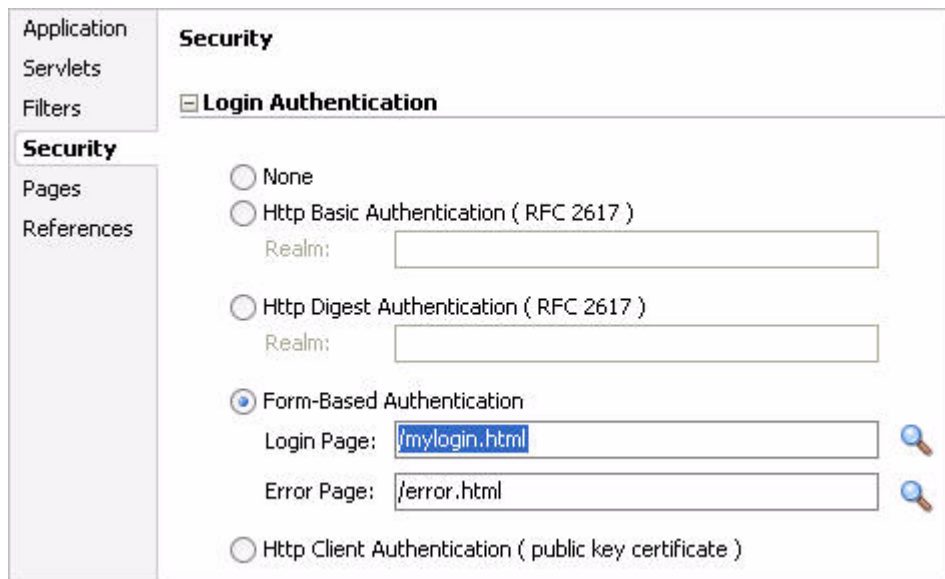 Application
Servlets
Filters
Security
Pages
References
Security
Login Authentication
None
Http Basic Authentication ( RFC 2617 )
Realm:
Http Digest Authentication ( RFC 2617 )
Realm:
Form-Based Authentication
Login Page: /mylogin.html
Error Page: /error.html
Http Client Authentication ( public key certificate )